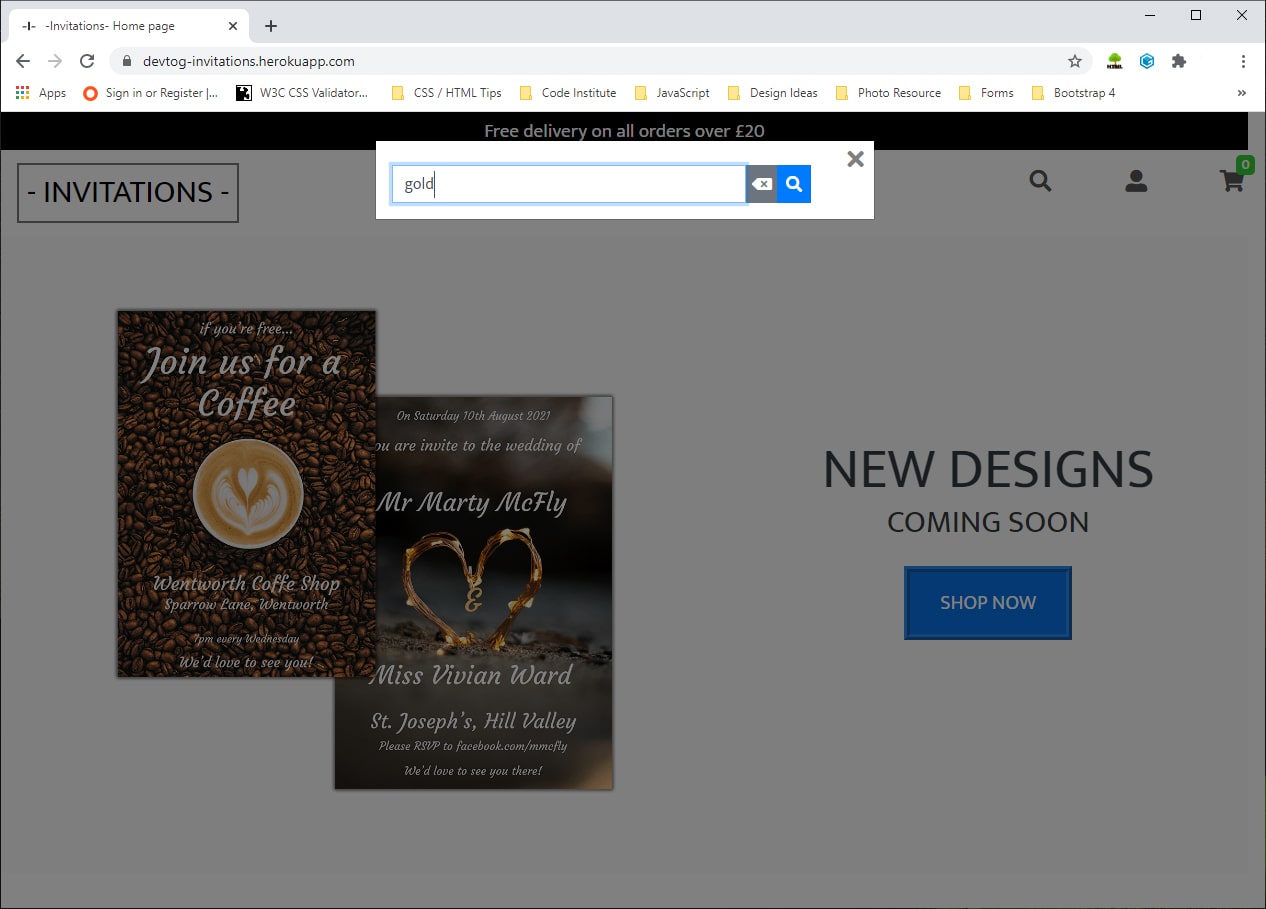 -I- -Invitations- Home page
devtog-invitations.herokuapp.com
Apps Sign in or Register |... W3C CSS Validator... CSS / HTML Tips Code Institute JavaScript Design Ideas Photo Resource Forms Bootstrap 4 »
Free delivery on all orders over £20
- INVITATIONS -
gold
0
if you're free...
Join us for a
Coffee
Wentworth Coffe Shop
Sparrow Lane, Wentworth
7pm every Wednesday
We'd love to see you!
On Saturday 10th August 2021
ou are invite to the wedding of
Mr Marty McFly
&
Miss Vivian Ward
St. Joseph's, Hill Valley
Please RSVP to facebook.com/mmcfly
We'd love to see you there!
NEW DESIGNS
COMING SOON
SHOP NOW